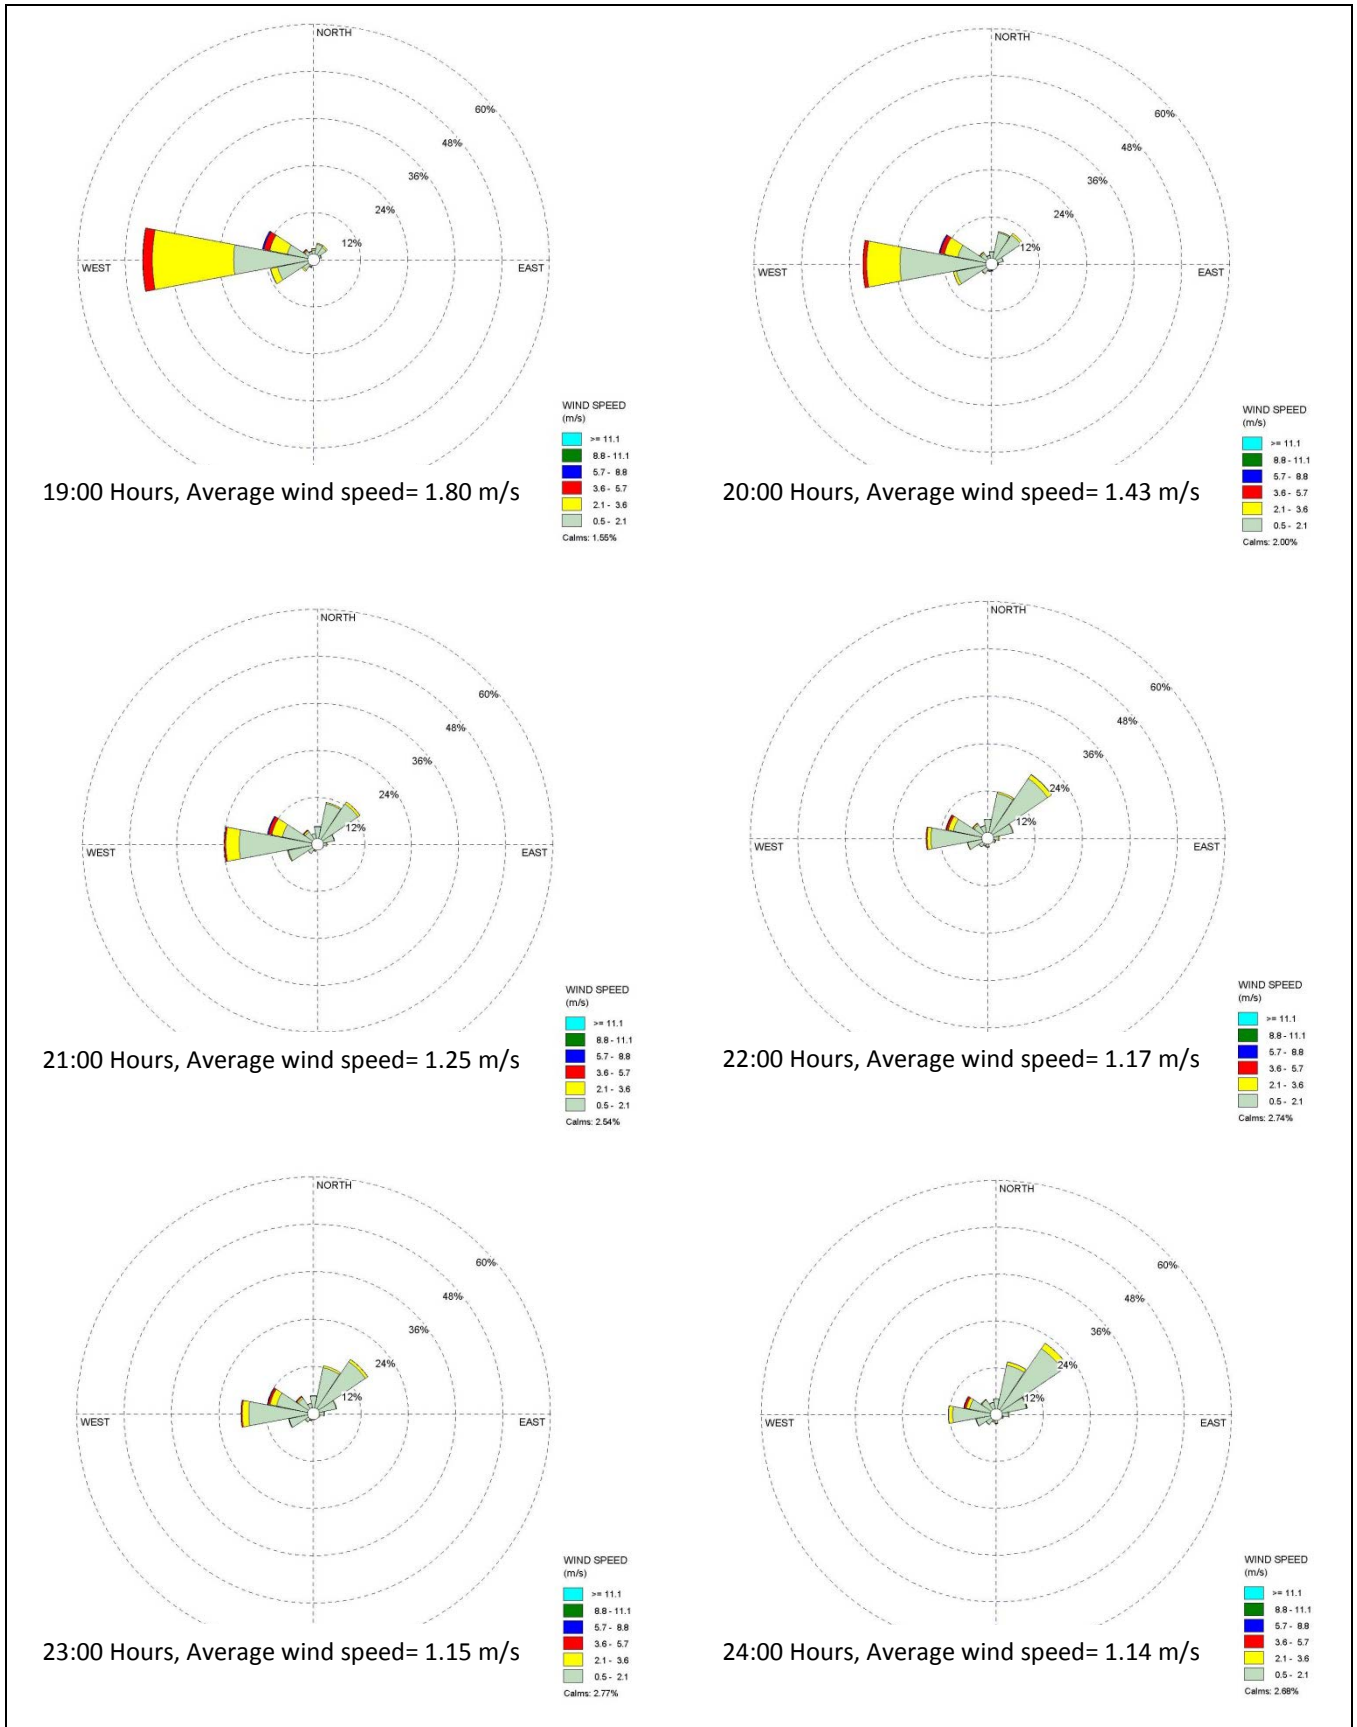 NORTH
60%
48%
36%
24%
12%
WEST
EAST
WIND SPEED
(m/s)
>= 11.1
8.8 - 11.1
5.7 - 8.8
3.6 - 5.7
2.1 - 3.6
0.5 - 2.1
Calms: 1.55%
19:00 Hours, Average wind speed= 1.80 m/s
NORTH
60%
48%
36%
24%
12%
WEST
EAST
WIND SPEED
(m/s)
>= 11.1
8.8 - 11.1
5.7 - 8.8
3.6 - 5.7
2.1 - 3.6
0.5 - 2.1
Calms: 2.00%
20:00 Hours, Average wind speed= 1.43 m/s
NORTH
60%
48%
36%
24%
12%
WEST
EAST
WIND SPEED
(m/s)
>= 11.1
8.8 - 11.1
5.7 - 8.8
3.6 - 5.7
2.1 - 3.6
0.5 - 2.1
Calms: 2.54%
21:00 Hours, Average wind speed= 1.25 m/s
NORTH
60%
48%
36%
24%
12%
WEST
EAST
WIND SPEED
(m/s)
>= 11.1
8.8 - 11.1
5.7 - 8.8
3.6 - 5.7
2.1 - 3.6
0.5 - 2.1
Calms: 2.74%
22:00 Hours, Average wind speed= 1.17 m/s
NORTH
60%
48%
36%
24%
12%
WEST
EAST
WIND SPEED
(m/s)
>= 11.1
8.8 - 11.1
5.7 - 8.8
3.6 - 5.7
2.1 - 3.6
0.5 - 2.1
Calms: 2.77%
23:00 Hours, Average wind speed= 1.15 m/s
NORTH
60%
48%
36%
24%
12%
WEST
EAST
WIND SPEED
(m/s)
>= 11.1
8.8 - 11.1
5.7 - 8.8
3.6 - 5.7
2.1 - 3.6
0.5 - 2.1
Calms: 2.68%
24:00 Hours, Average wind speed= 1.14 m/s